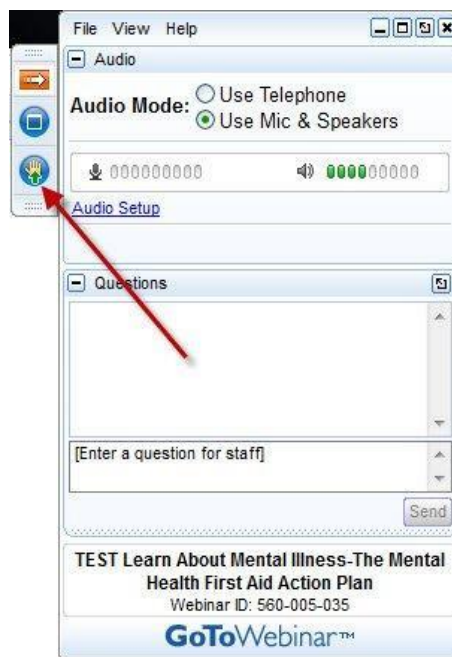 File View Help
Audio
Audio Mode: Use Telephone
Use Mic & Speakers
Audio Setup
Questions
[Enter a question for staff]
Send
TEST Learn About Mental Illness-The Mental
Health First Aid Action Plan
Webinar ID: 560-005-035
GoToWebinar™